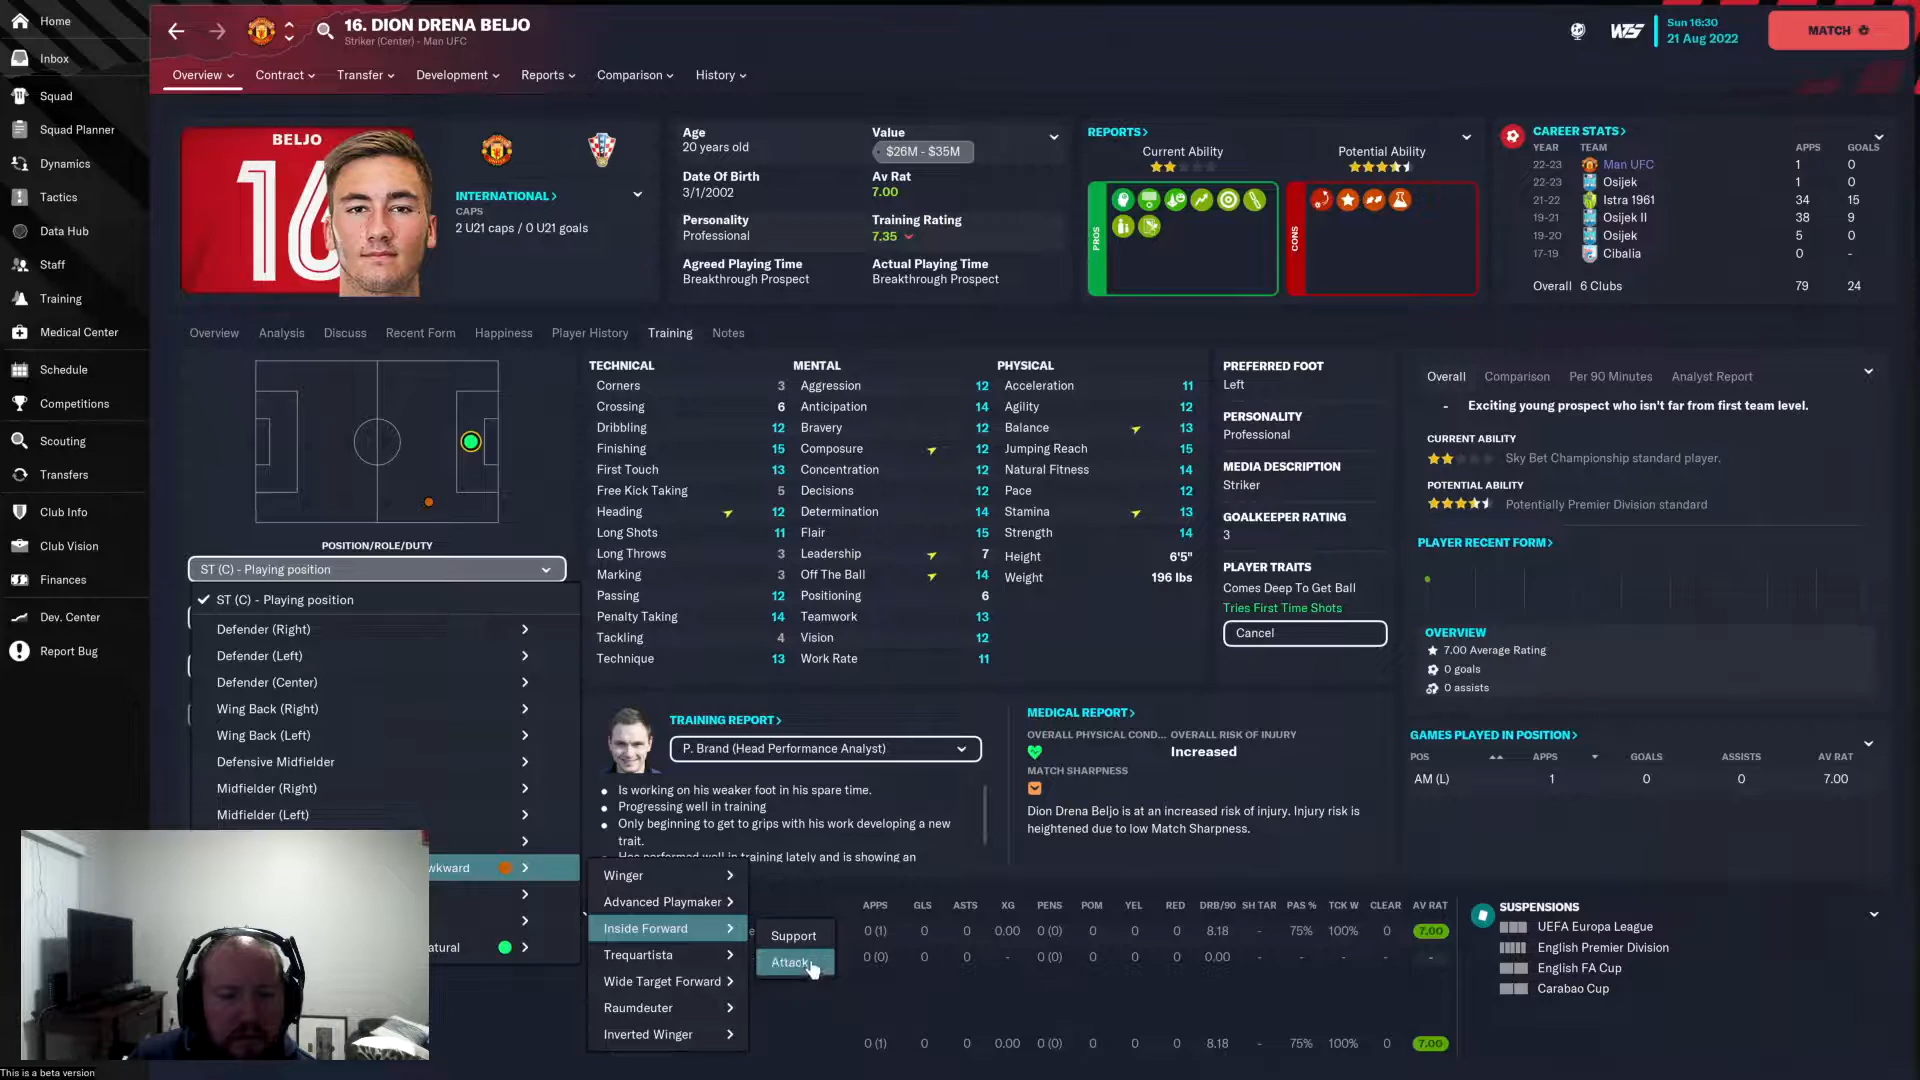 Home
Inbox
Squad
Squad Planner
Dynamics
Tactics
Data Hub
Staff
Training
Medical Center
Schedule
Competitions
Scouting
Transfers
Club Info
Club Vision
Finances
Dev. Center
Report Bug
16. DION DRENA BELJO
Striker (Center) - Man UFC
Sun 16:30
21 Aug 2022
MATCH
Overview Contract Transfer Development Reports Comparison History
BELJO
16
INTERNATIONAL>
CAPS
2 U21 caps / 0 U21 goals
Age
20 years old
Date Of Birth
3/1/2002
Personality
Professional
Agreed Playing Time
Breakthrough Prospect
Value
$26M - $35M
Av Rat
7.00
Training Rating
7.35
Actual Playing Time
Breakthrough Prospect
REPORTS>
Current Ability Potential Ability
PROS
CONS
CAREER STATS>
YEAR TEAM APPS GOALS
22-23 Man UFC 1 0
22-23 Osijek 1 0
21-22 Istra 1961 34 15
19-21 Osijek II 38 9
19-20 Osijek 5 0
17-19 Cibalia 0 -
Overall 6 Clubs 79 24
Overview Analysis Discuss Recent Form Happiness Player History Training Notes
POSITION/ROLE/DUTY
ST (C) - Playing position
ST (C) - Playing position
Defender (Right)
Defender (Left)
Defender (Center)
Wing Back (Right)
Wing Back (Left)
Defensive Midfielder
Midfielder (Right)
Midfielder (Left)
wkward
atural
Winger
Advanced Playmaker
Inside Forward
Trequartista
Wide Target Forward
Raumdeuter
Inverted Winger
Support
Attack
TECHNICAL
Corners 3
Crossing 6
Dribbling 12
Finishing 15
First Touch 13
Free Kick Taking 5
Heading 12
Long Shots 11
Long Throws 3
Marking 3
Passing 12
Penalty Taking 14
Tackling 4
Technique 13
MENTAL
Aggression 12
Anticipation 14
Bravery 12
Composure 12
Concentration 12
Decisions 12
Determination 14
Flair 15
Leadership 7
Off The Ball 14
Positioning 6
Teamwork 13
Vision 12
Work Rate 11
PHYSICAL
Acceleration 11
Agility 12
Balance 13
Jumping Reach 15
Natural Fitness 14
Pace 12
Stamina 13
Strength 14
Height 6'5"
Weight 196 lbs
PREFERRED FOOT
Left
PERSONALITY
Professional
MEDIA DESCRIPTION
Striker
GOALKEEPER RATING
3
PLAYER TRAITS
Comes Deep To Get Ball
Tries First Time Shots
Cancel
Overall Comparison Per 90 Minutes Analyst Report
- Exciting young prospect who isn't far from first team level.
CURRENT ABILITY
Sky Bet Championship standard player.
POTENTIAL ABILITY
Potentially Premier Division standard
PLAYER RECENT FORM>
OVERVIEW
7.00 Average Rating
0 goals
0 assists
TRAINING REPORT>
P. Brand (Head Performance Analyst)
Is working on his weaker foot in his spare time.
Progressing well in training
Only beginning to get to grips with his work developing a new
trait.
Has performed well in training lately and is showing an
MEDICAL REPORT>
OVERALL PHYSICAL COND... OVERALL RISK OF INJURY
Increased
MATCH SHARPNESS
Dion Drena Beljo is at an increased risk of injury. Injury risk is
heightened due to low Match Sharpness.
GAMES PLAYED IN POSITION>
POS APPS GOALS ASSISTS AV RAT
AM (L) 1 0 0 7.00
APPS GLS ASTS XG PENS POM YEL RED DRB/90 SH TAR PAS % TCK W CLEAR AV RAT
0 (1) 0 0 0.00 0 (0) 0 0 0 8.18 - 75% 100% 0 7.00
0 (0) 0 0 - 0 (0) 0 0 0 0.00 - - - 0 -
0 (1) 0 0 0.00 0 (0) 0 0 0 8.18 - 75% 100% 0 7.00
SUSPENSIONS
UEFA Europa League
English Premier Division
English FA Cup
Carabao Cup
This is a beta version